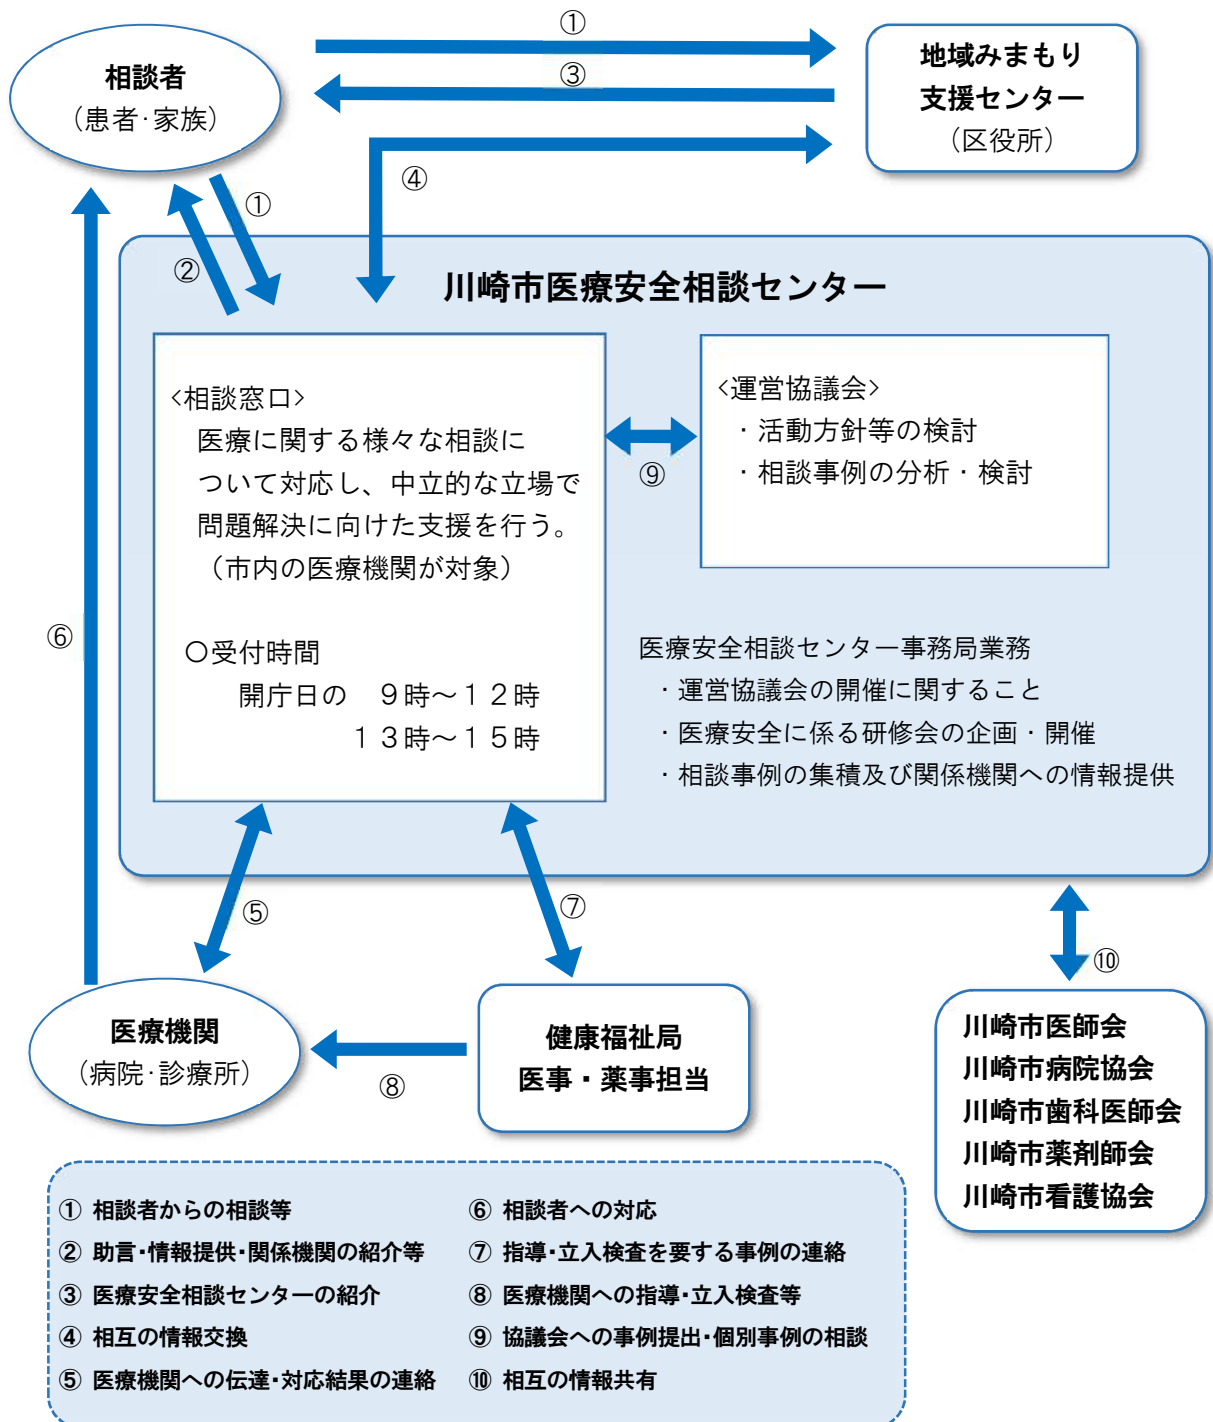 ①
相談者
（患者・家族）
③
地域みまもり
支援センター
（区役所）
④
①
②
川崎市医療安全相談センター
<相談窓口>
医療に関する様々な相談に
ついて対応し、中立的な立場で
問題解決に向けた支援を行う。
（市内の医療機関が対象）
〇受付時間
開庁日の　９時～１２時
１３時～１５時
⑨
<運営協議会>
・活動方針等の検討
・相談事例の分析・検討
⑥
医療安全相談センター事務局業務
・運営協議会の開催に関すること
・医療安全に係る研修会の企画・開催
・相談事例の集積及び関係機関への情報提供
⑤
⑦
⑩
医療機関
（病院・診療所）
⑧
健康福祉局
医事・薬事担当
川崎市医師会
川崎市病院協会
川崎市歯科医師会
川崎市薬剤師会
川崎市看護協会
① 相談者からの相談等
② 助言・情報提供・関係機関の紹介等
③ 医療安全相談センターの紹介
④ 相互の情報交換
⑤ 医療機関への伝達・対応結果の連絡
⑥ 相談者への対応
⑦ 指導・立入検査を要する事例の連絡
⑧ 医療機関への指導・立入検査等
⑨ 協議会への事例提出・個別事例の相談
⑩ 相互の情報共有